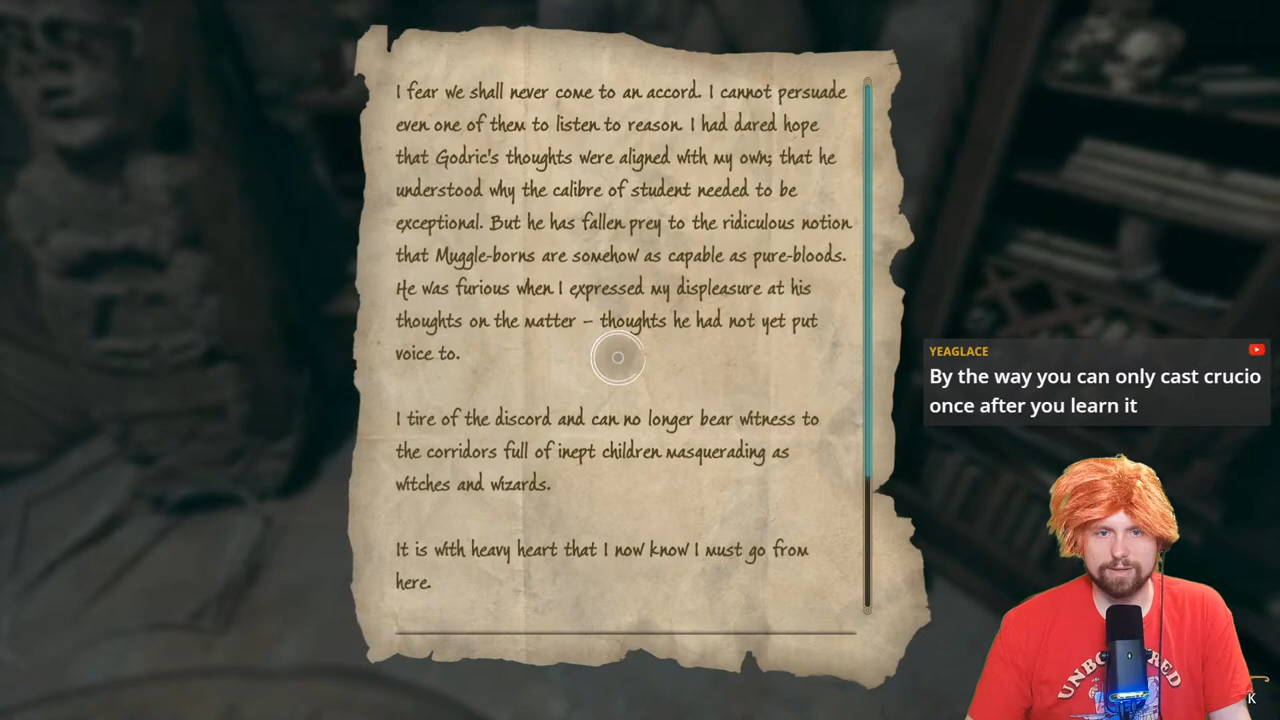 I fear we shall never come to an accord. I cannot persuade
even one of them to listen to reason. I had dared hope
that Godric's thoughts were aligned with my own; that he
understood why the calibre of student needed to be
exceptional. But he has fallen prey to the ridiculous notion
that Muggle-borns are somehow as capable as pure-bloods.
He was furious when I expressed my displeasure at his
thoughts on the matter – thoughts he had not yet put
voice to.
I tire of the discord and can no longer bear witness to
the corridors full of inept children masquerading as
witches and wizards.
It is with heavy heart that I now know I must go from
here.
YEAGLACE
By the way you can only cast crucio
once after you learn it
K